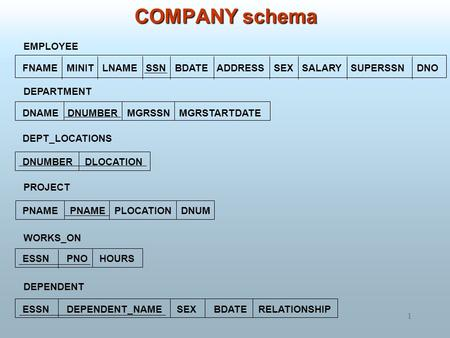 COMPANY schema
EMPLOYEE
FNAME MINIT LNAME SSN BDATE ADDRESS SEX SALARY SUPERSSN DNO
DEPARTMENT
DNAME DNUMBER MGRSSN MGRSTARTDATE
DEPT_LOCATIONS
DNUMBER DLOCATION
PROJECT
PNAME PNAME PLOCATION DNUM
WORKS_ON
ESSN PNO HOURS
DEPENDENT
ESSN DEPENDENT_NAME SEX BDATE RELATIONSHIP
1